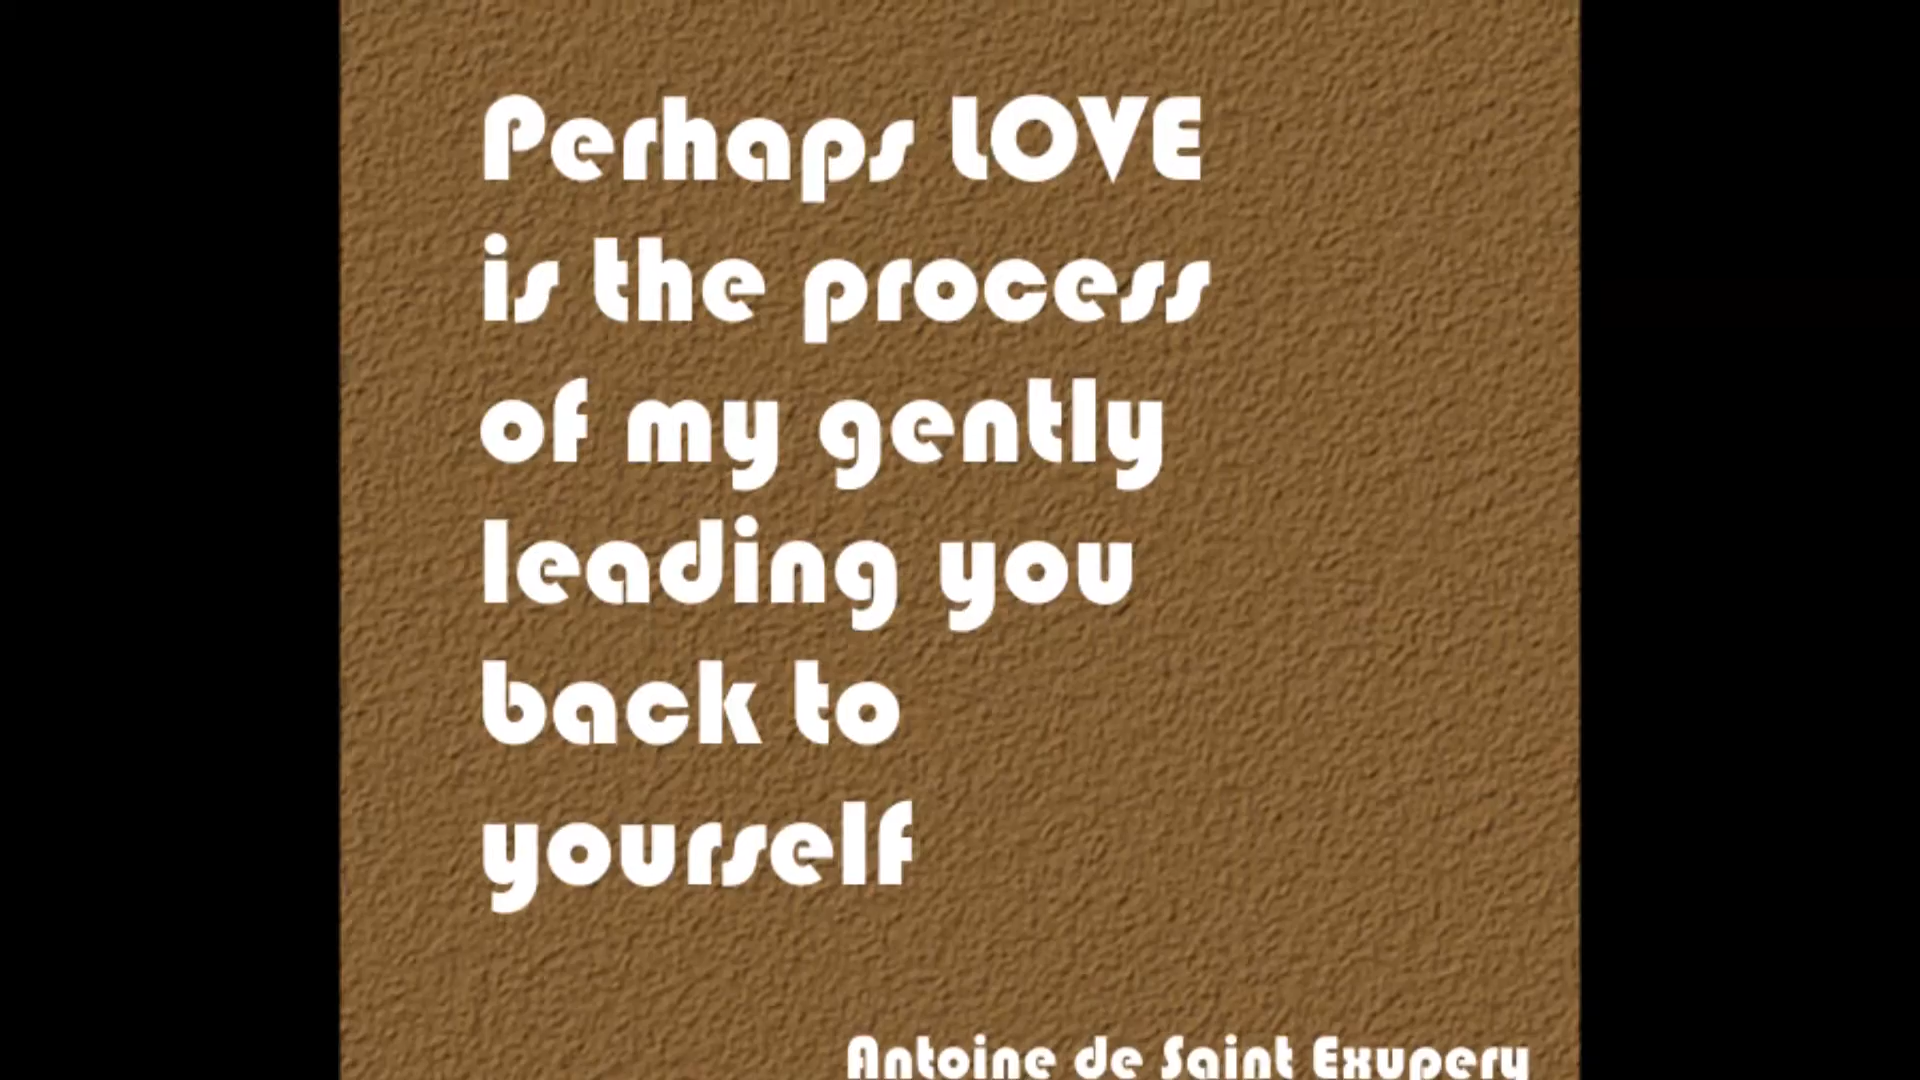 Perhaps LOVE
is the process
of my gently
leading you
back to
yourself
Antoine de Saint Exupery